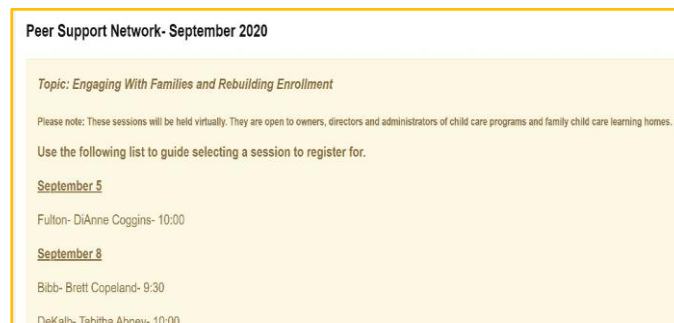 Peer Support Network- September 2020
Topic: Engaging With Families and Rebuilding Enrollment
Please note: These sessions will be held virtually. They are open to owners, directors and administrators of child care programs and family child care learning homes.
Use the following list to guide selecting a session to register for.
September 5
Fulton- DiAnne Coggins- 10:00
September 8
Bibb- Brett Copeland- 9:30
DeKalb- Tabitha Abney- 10:00